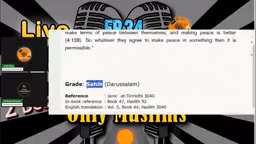 Live
EP.24
make terms of peace between themselves, and making peace is better
(4:128). So whatever they agree to make peace in something then it is
permissible."
Grade: Sahih (Darussalam)
Reference : Jami` at-Tirmidhi 3040
In-book reference : Book 47, Hadith 92
English translation : Vol. 5, Book 44, Hadith 3040
Only Muslims